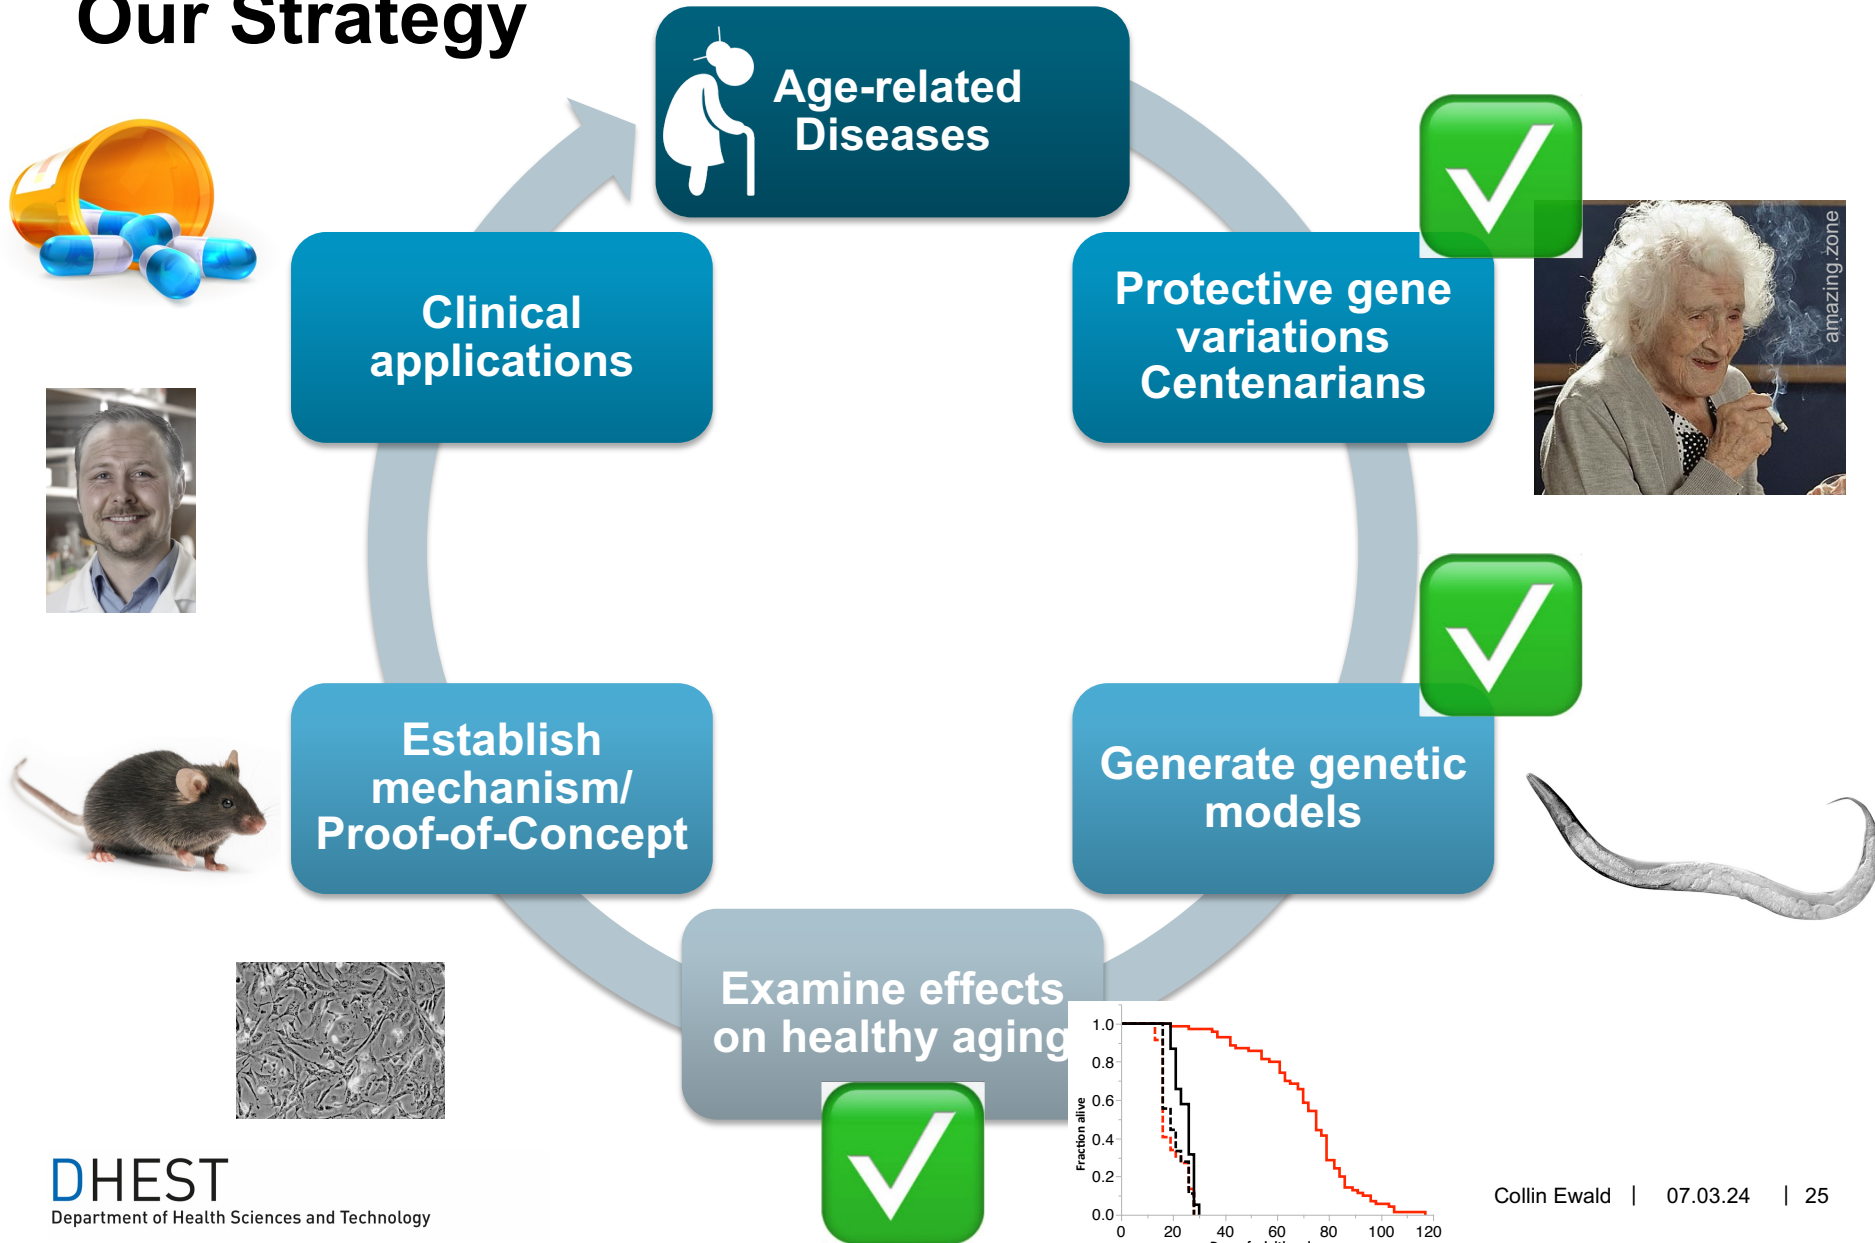 Our Strategy
Age-related
Diseases
Protective gene
variations
Centenarians
amazing.zone
Clinical
applications
Generate genetic
models
Establish
mechanism/
Proof-of-Concept
Examine effects
on healthy aging
Fraction alive
1.0
0.8
0.6
0.4
0.2
0.0
0 20 40 60 80 100 120
DHEST
Department of Health Sciences and Technology
Collin Ewald | 07.03.24 | 25